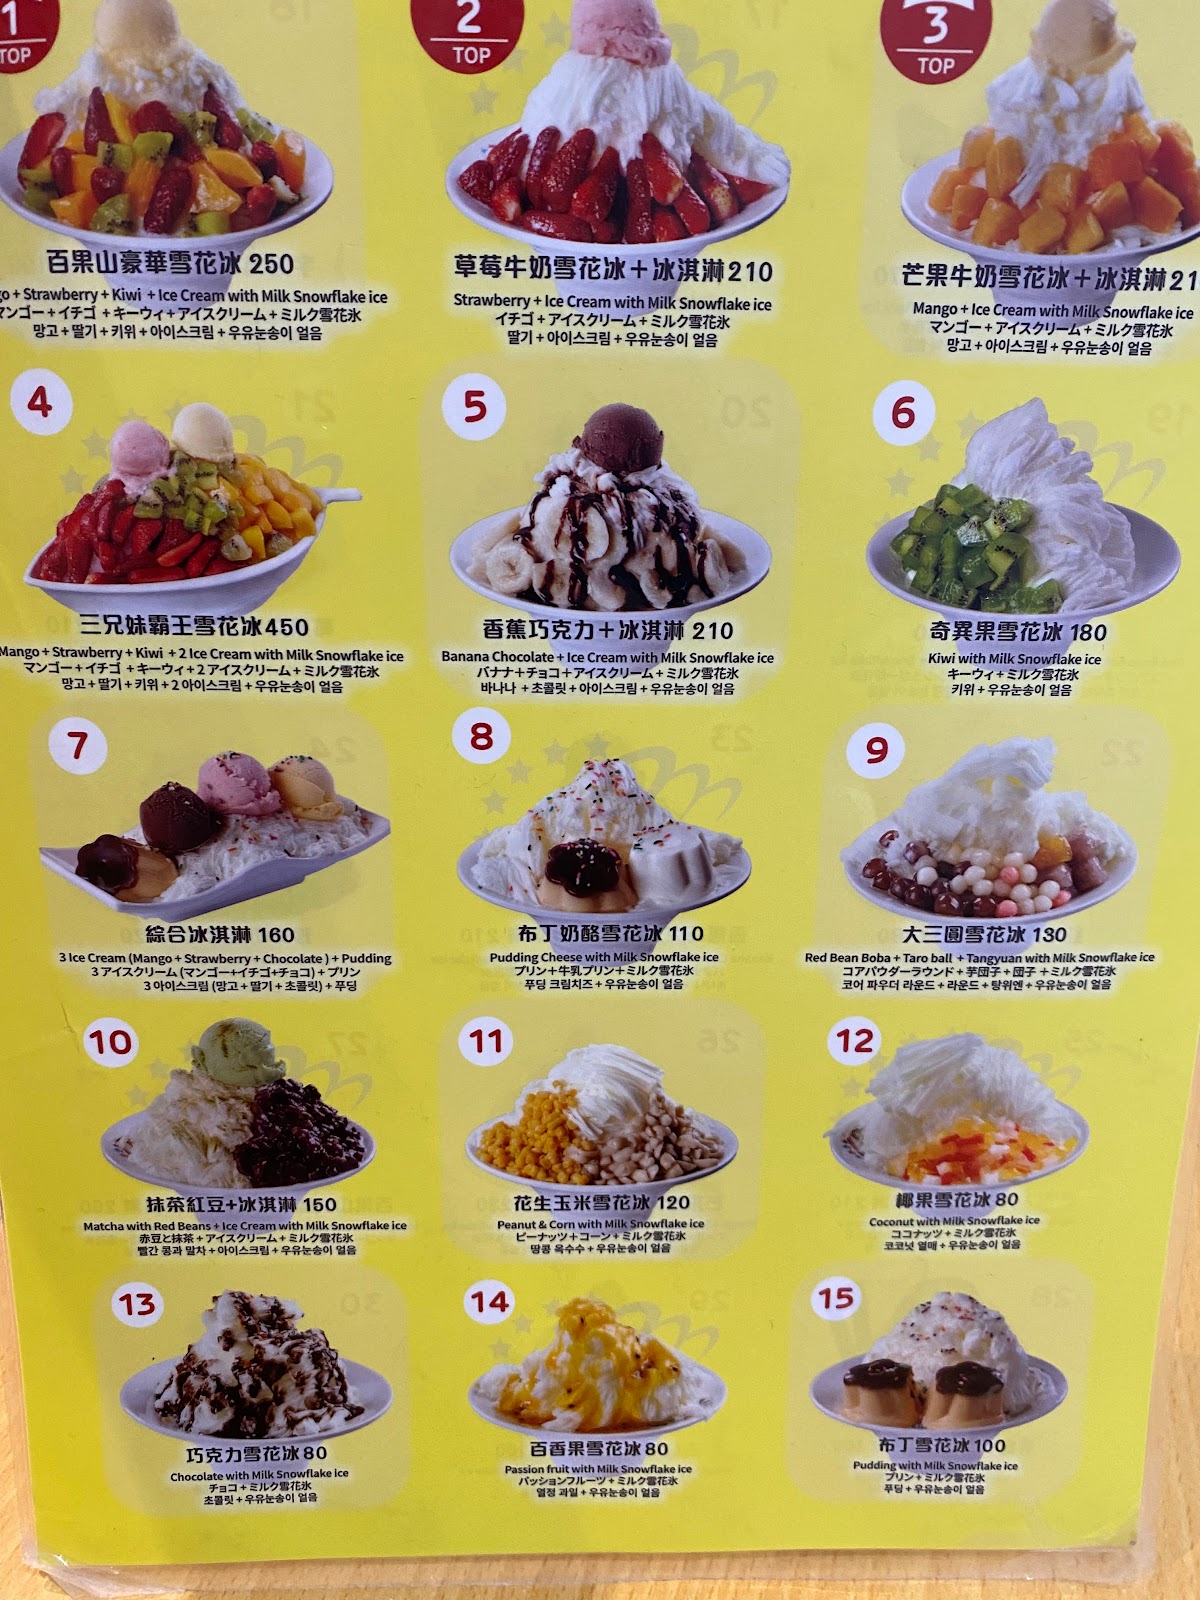 1
TOP
2
TOP
3
TOP
百果山豪華雪花冰 250
go + Strawberry + Kiwi + Ice Cream with Milk Snowflake ice
マンゴー + イチゴ + キーウィ + アイスクリーム + ミルク雪花氷
망고 + 딸기 + 키위 + 아이스크림 + 우유눈송이 얼음
草莓牛奶雪花冰+冰淇淋210
Strawberry + Ice Cream with Milk Snowflake ice
イチゴ + アイスクリーム + ミルク雪花氷
딸기 + 아이스크림 + 우유눈송이 얼음
芒果牛奶雪花冰+冰淇淋21
Mango + Ice Cream with Milk Snowflake ice
マンゴー + アイスクリーム + ミルク雪花氷
망고 + 아이스크림 + 우유눈송이 얼음
4
三兄妹霸王雪花冰450
Mango + Strawberry + Kiwi + 2 Ice Cream with Milk Snowflake ice
マンゴー + イチゴ + キーウィ + 2 アイスクリーム + ミルク雪花氷
망고 + 딸기 + 키위 + 2 아이스크림 + 우유눈송이 얼음
5
香蕉巧克力+冰淇淋 210
Banana Chocolate + Ice Cream with Milk Snowflake ice
バナナ + チョコ + アイスクリーム + ミルク雪花氷
바나나 + 초콜릿 + 아이스크림 + 우유눈송이 얼음
6
奇異果雪花冰 180
Kiwi with Milk Snowflake ice
キーウィ + ミルク雪花氷
키위 + 우유눈송이 얼음
7
綜合冰淇淋 160
3 Ice Cream (Mango + Strawberry + Chocolate ) + Pudding
3 アイスクリーム (マンゴー+イチゴ+チョコ) + プリン
3 아이스크림 (망고 + 딸기 + 초콜릿) + 푸딩
8
布丁奶酪雪花冰 110
Pudding Cheese with Milk Snowflake ice
プリン + 牛乳プリン + ミルク雪花氷
푸딩 크림치즈 + 우유눈송이 얼음
9
大三圓雪花冰 130
Red Bean Boba + Taro ball + Tangyuan with Milk Snowflake ice
コアパウダーラウンド + 芋団子 + 団子 + ミルク雪花氷
코어 파우더 라운드 + 라운드 + 탕위엔 + 우유눈송이 얼음
10
抹茶紅豆+冰淇淋 150
Matcha with Red Beans + Ice Cream with Milk Snowflake ice
赤豆と抹茶 + アイスクリーム + ミルク雪花氷
빨간 콩과 말차 + 아이스크림 + 우유눈송이 얼음
11
花生玉米雪花冰 120
Peanut & Corn with Milk Snowflake ice
ピーナッツ + コーン + ミルク雪花氷
땅콩 옥수수 + 우유눈송이 얼음
12
椰果雪花冰 80
Coconut with Milk Snowflake ice
ココナッツ + ミルク雪花氷
코코넛 열매 + 우유눈송이 얼음
13
巧克力雪花冰 80
Chocolate with Milk Snowflake ice
チョコ + ミルク雪花氷
초콜릿 + 우유눈송이 얼음
14
百香果雪花冰 80
Passion fruit with Milk Snowflake ice
パッションフルーツ + ミルク雪花氷
열정 과일 + 우유눈송이 얼음
15
布丁雪花冰 100
Pudding with Milk Snowflake ice
プリン + ミルク雪花氷
푸딩 + 우유눈송이 얼음